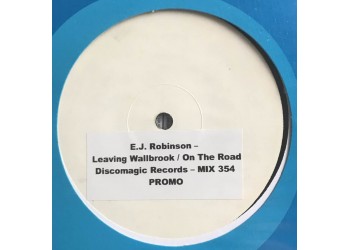 E.J. Robinson –
Leaving Wallbrook / On The Road
Discomagic Records – MIX 354
PROMO